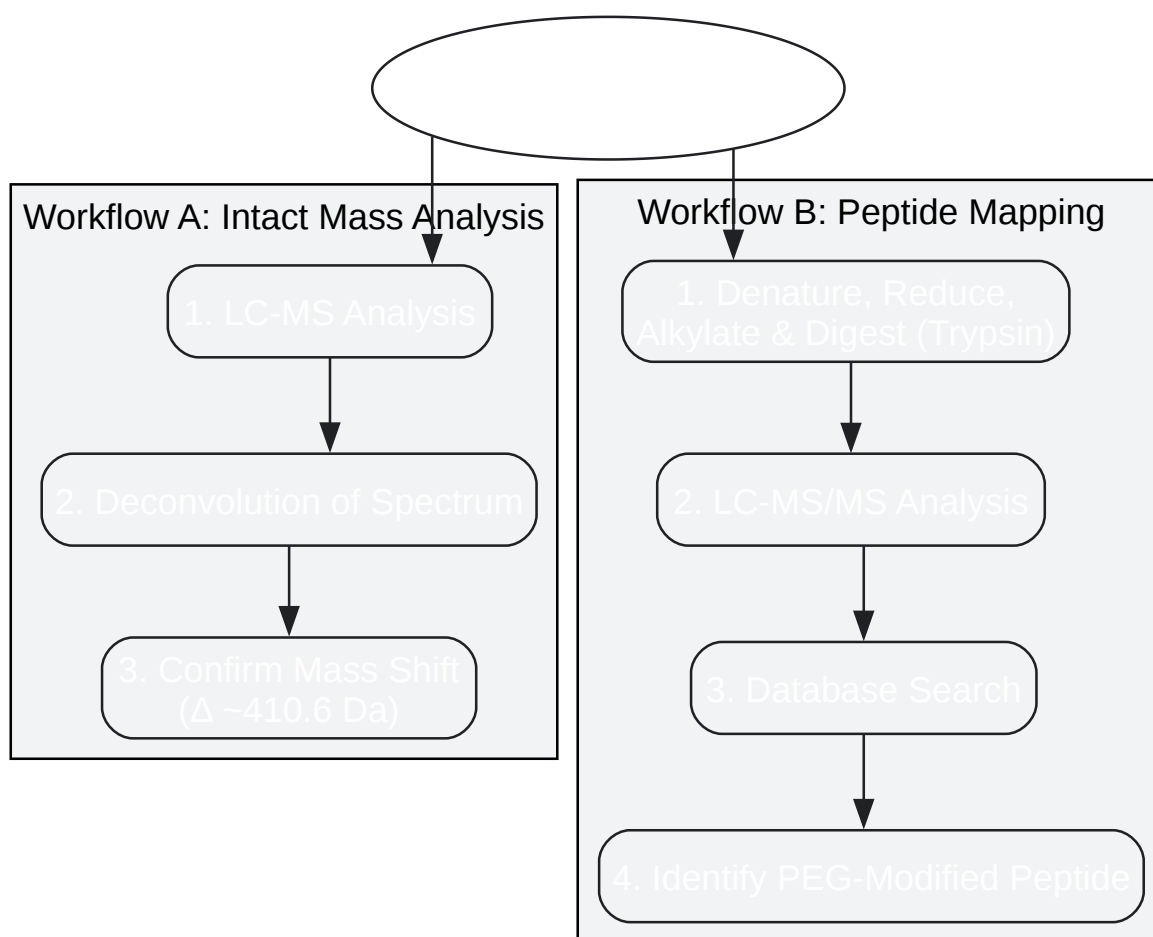 Workflow A: Intact Mass Analysis
1. LC-MS Analysis
2. Deconvolution of Spectrum
3. Confirm Mass Shift
(Δ ~410.6 Da)
Workflow B: Peptide Mapping
1. Denature, Reduce,
Alkylate & Digest (Trypsin)
2. LC-MS/MS Analysis
3. Database Search
4. Identify PEG-Modified Peptide